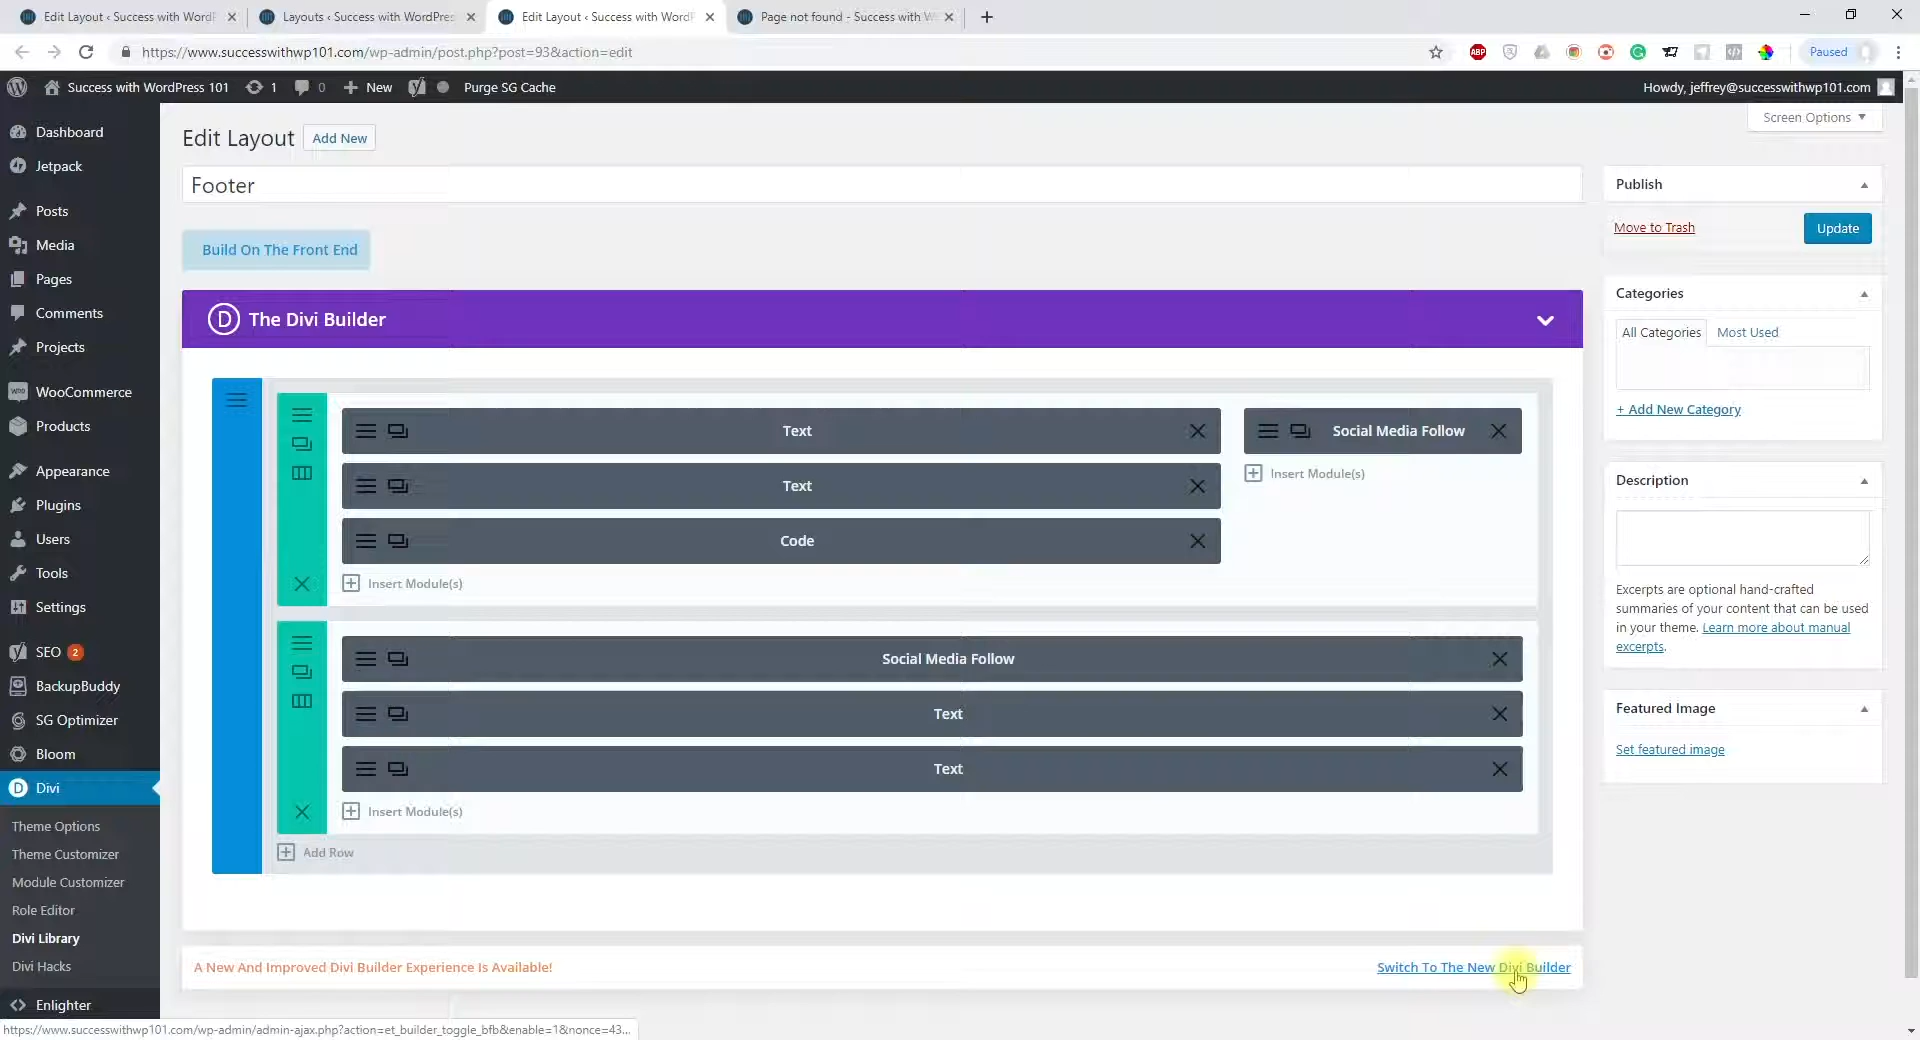 Edit Layout ‹ Success with WordP
Layouts ‹ Success with WordPress
Edit Layout ‹ Success with WordP
Page not found - Success with W
https://www.successwithwp101.com/wp-admin/post.php?post=93&action=edit
ABP
Paused
Success with WordPress 101
1
0
New
Purge SG Cache
Howdy, jeffrey@successwithwp101.com
Screen Options
Dashboard
Jetpack
Posts
Media
Pages
Comments
Projects
WooCommerce
Products
Appearance
Plugins
Users
Tools
Settings
SEO 2
BackupBuddy
SG Optimizer
Bloom
Divi
Theme Options
Theme Customizer
Module Customizer
Role Editor
Divi Library
Divi Hacks
Enlighter
Edit Layout
Add New
Footer
Build On The Front End
D The Divi Builder
Text
Text
Code
Insert Module(s)
Social Media Follow
Insert Module(s)
Social Media Follow
Text
Text
Insert Module(s)
Add Row
A New And Improved Divi Builder Experience Is Available!
Switch To The New Divi Builder
Publish
Move to Trash
Update
Categories
All Categories
Most Used
+ Add New Category
Description
Excerpts are optional hand-crafted
summaries of your content that can be used
in your theme. Learn more about manual
excerpts.
Featured Image
Set featured image
https://www.successwithwp101.com/wp-admin/admin-ajax.php?action=et_builder_toggle_bfb&enable=1&nonce=43...